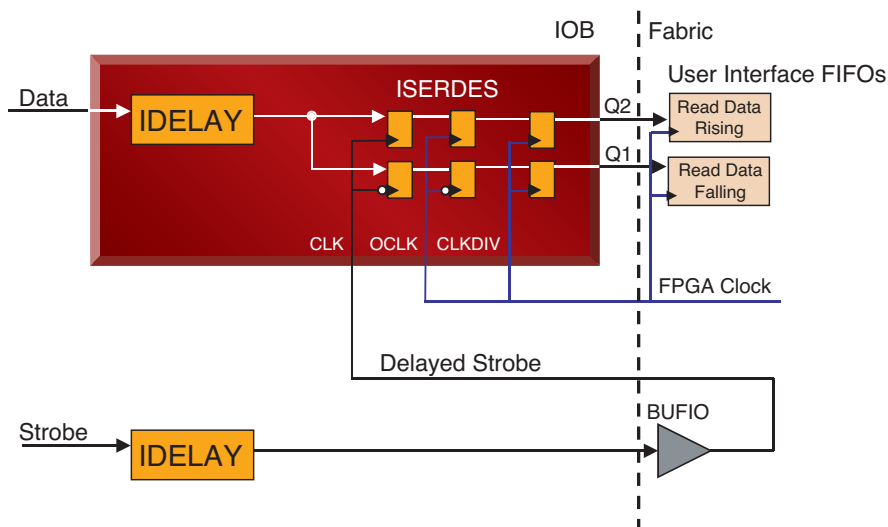 IOB
Fabric
User Interface FIFOs
ISERDES
Data
IDELAY
Q2
Read Data
Rising
Q1
Read Data
Falling
CLK
OCLK
CLKDIV
FPGA Clock
Delayed Strobe
BUFIO
Strobe
IDELAY